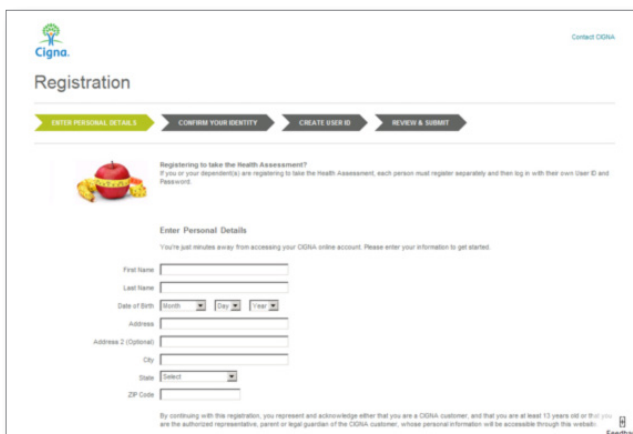 Cigna.
Contact CIGNA
Registration
ENTER PERSONAL DETAILS
CONFIRM YOUR IDENTITY
CREATE USER ID
REVIEW & SUBMIT
Registering to take the Health Assessment?
If you or your dependent(s) are registering to take the Health Assessment, each person must register separately and then log in with their own User ID and
Password.
Enter Personal Details
You're just minutes away from accessing your CIGNA online account. Please enter your information to get started.
First Name
Last Name
Date of Birth Month Day Year
Address
Address 2 (Optional)
City
State Select
ZIP Code
By continuing with this registration, you represent and acknowledge either that you are a CIGNA customer, and that you are at least 13 years old or that you
are the authorized representative, parent or legal guardian of the CIGNA customer, whose personal information will be accessible through this website.
Feedback